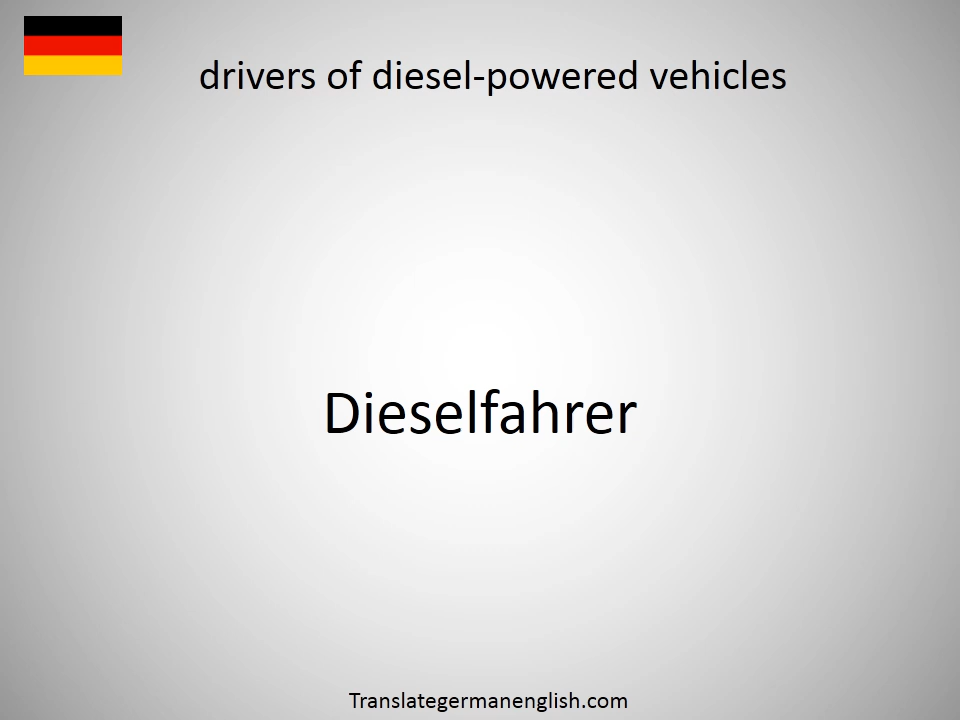 drivers of diesel-powered vehicles
Dieselfahrer
Translategermanenglish.com